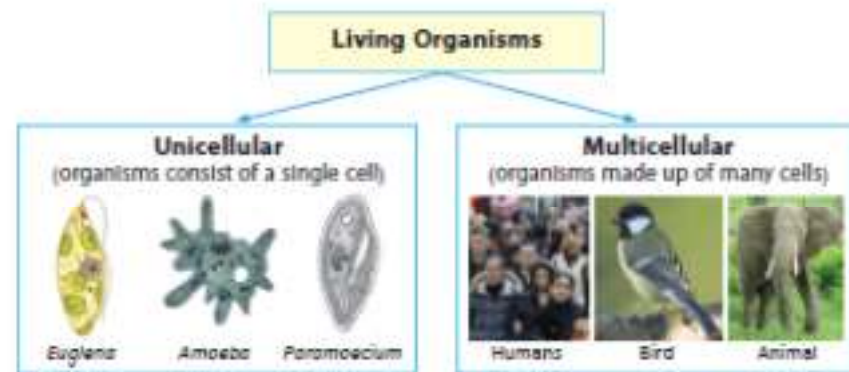 Living Organisms
Unicellular
(organisms consist of a single cell)
Euglena
Amoeba
Paramoecium
Multicellular
(organisms made up of many cells)
Humans
Bird
Animal